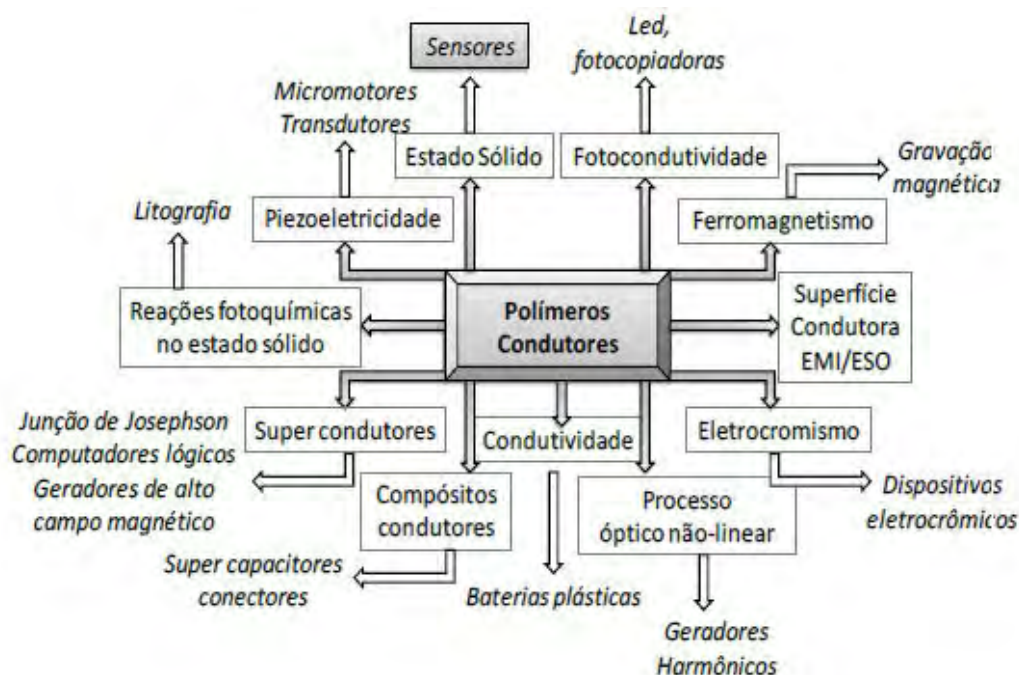 Sensores
Led,
fotocopiadoras
Micromotores
Transdutores
Estado Sólido
Fotocondutividade
Gravação
magnética
Litografia
Piezoeletricidade
Ferromagnetismo
Reações fotoquímicas
no estado sólido
Polímeros
Condutores
Superfície
Condutora
EMI/ESO
Junção de Josephson
Computadores lógicos
Geradores de alto
campo magnético
Super condutores
Condutividade
Eletrocromismo
Compósitos
condutores
Processo
óptico não-linear
Dispositivos
eletrocrômicos
Super capacitores
conectores
Baterias plásticas
Geradores
Harmônicos